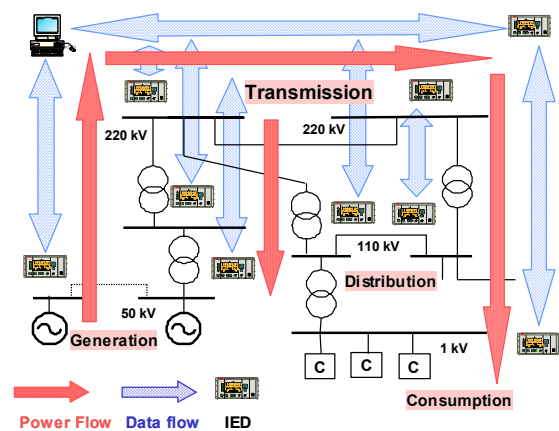 Transmission
220 kV
220 kV
110 kV
Distribution
50 kV
Generation
1 kV
C
C
C
Consumption
Power Flow
Data flow
IED